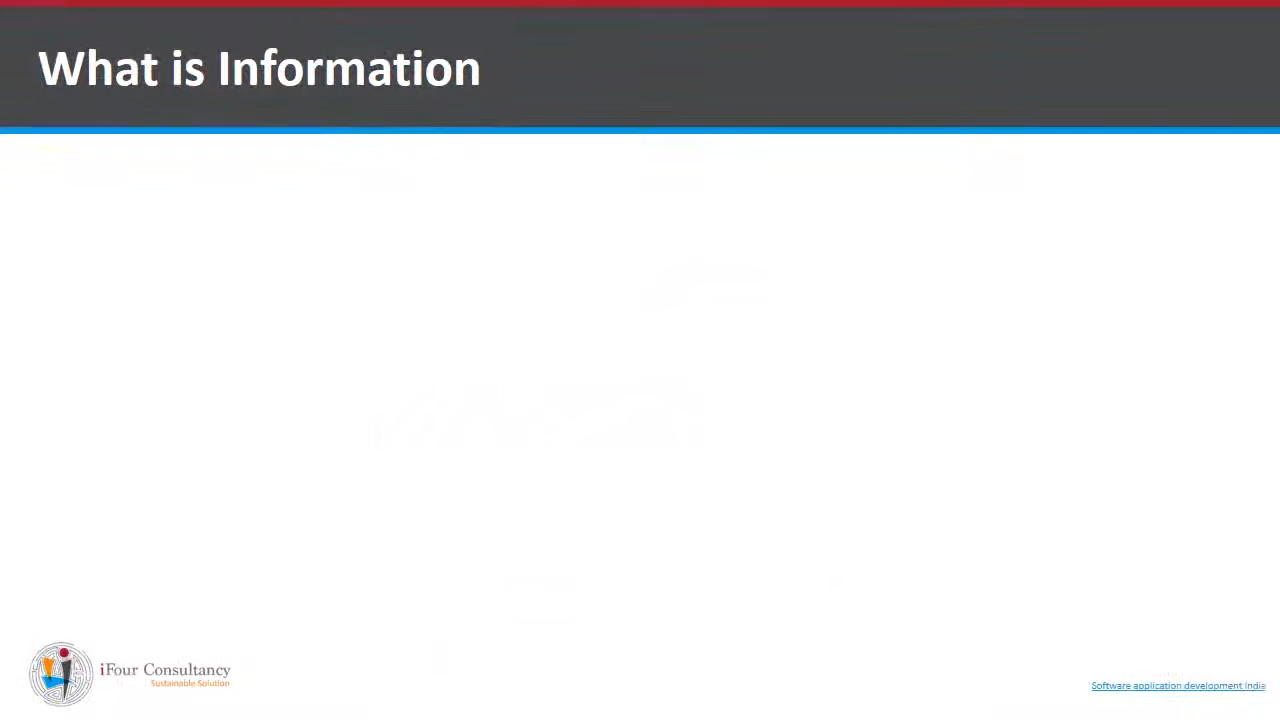 What is Information
iFour Consultancy
Sustainable Solution
Software application development India